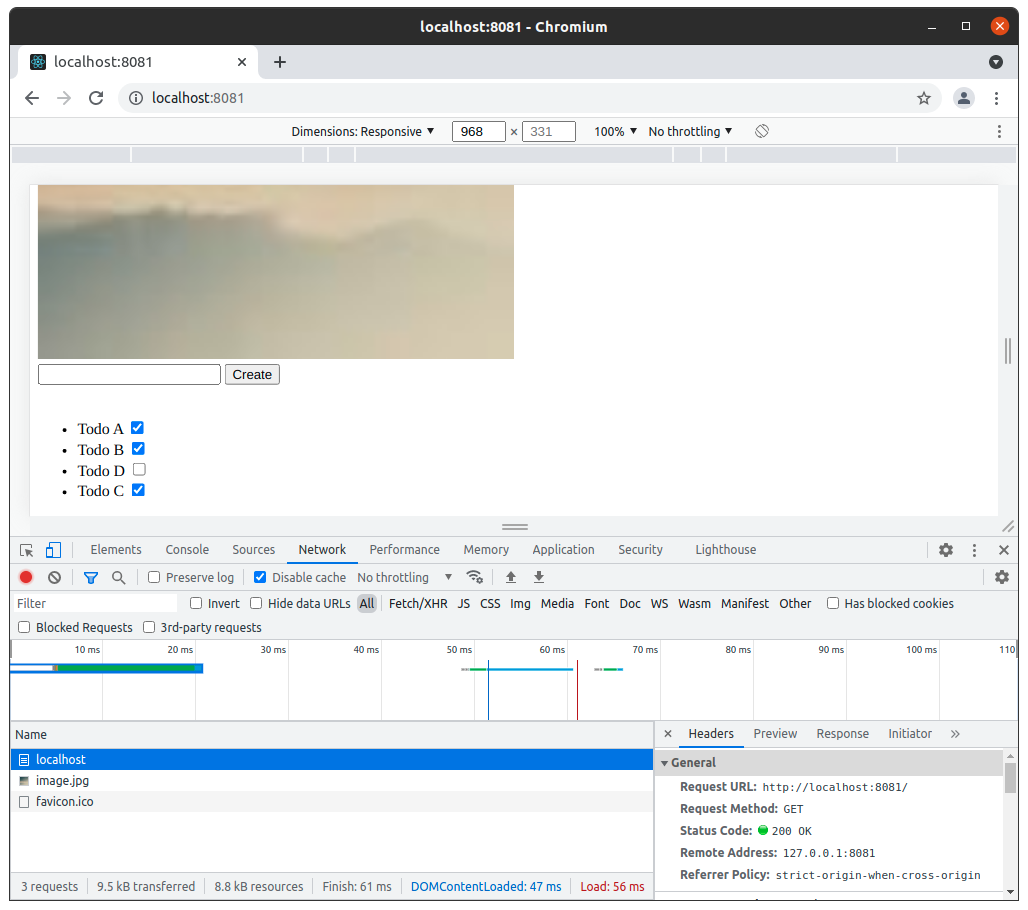 localhost:8081 - Chromium
localhost:8081
localhost:8081
Dimensions: Responsive 968 × 331 100% No throttling
Create
Todo A
Todo B
Todo D
Todo C
Elements Console Sources Network Performance Memory Application Security Lighthouse
Preserve log Disable cache No throttling
Filter Invert Hide data URLs All Fetch/XHR JS CSS Img Media Font Doc WS Wasm Manifest Other Has blocked cookies
Blocked Requests 3rd-party requests
10 ms 20 ms 30 ms 40 ms 50 ms 60 ms 70 ms 80 ms 90 ms 100 ms 110
Name
localhost
image.jpg
favicon.ico
3 requests 9.5 kB transferred 8.8 kB resources Finish: 61 ms DOMContentLoaded: 47 ms Load: 56 ms
Headers Preview Response Initiator »
General
Request URL: http://localhost:8081/
Request Method: GET
Status Code: 200 OK
Remote Address: 127.0.0.1:8081
Referrer Policy: strict-origin-when-cross-origin